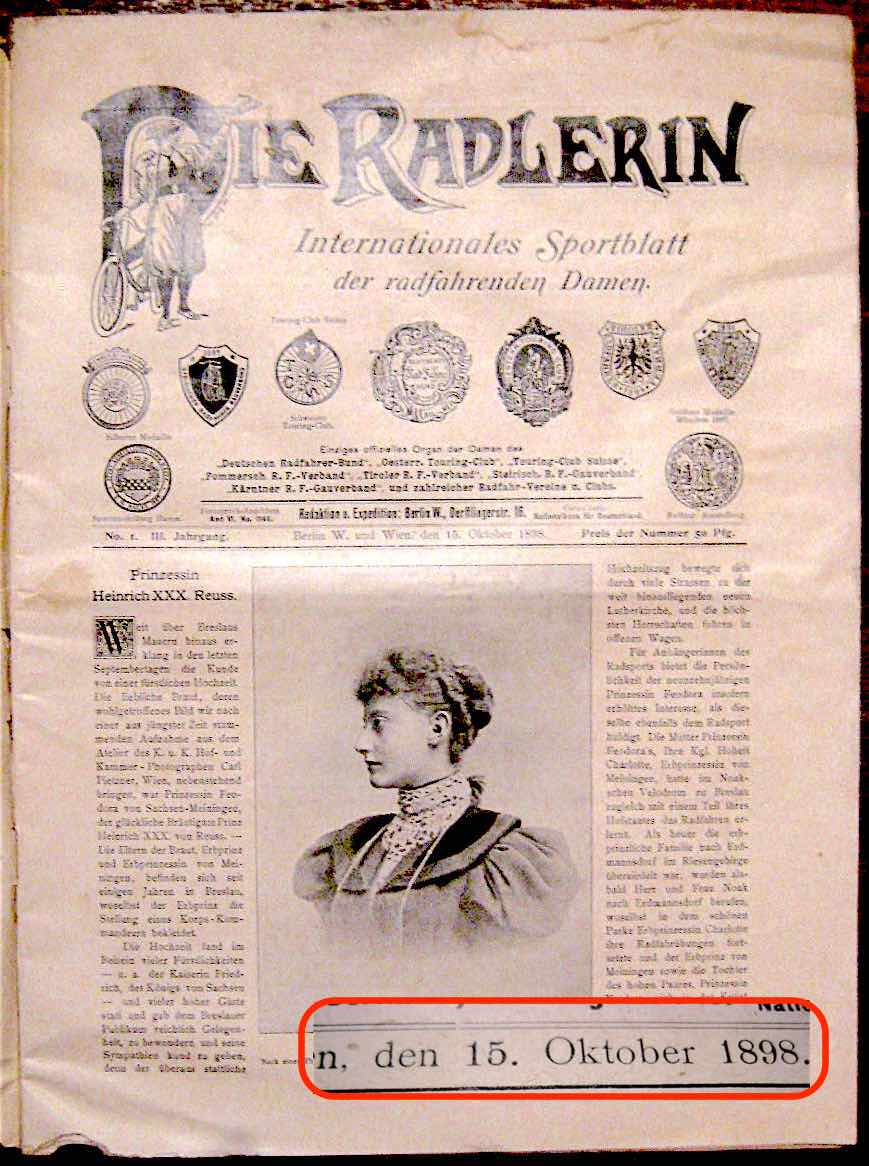 DIE RADLERIN
Internationales Sportblatt
der radfahrenden Damen.
Touring-Club Suisse
Schweizer
Touring-Club.
Silberne Medaille
Goldene Medaille
Einziges offizielles Organ der Damen des
„Deutschen Radfahrer-Bund“, „Oesterr. Touring-Club“, „Touring-Club Suisse“,
„Pommersch. R. F.-Verband“, „Tiroler R. F.-Verband“, „Steirisch. R. F.-Gauverband“
„Kärntner R. F.-Gauverband“, und zahlreicher Radfahr-Vereine u. Clubs.
Amt VI. No.
Redaktion u. Expedition: Berlin W., Derfflingerstr. 16.
No. 1. III. Jahrgang.
Berlin W. und Wien, den 15. Oktober 1898.
Preis der Nummer 50 Pfg.
Prinzessin
Heinrich XXX. Reuss.
Weit über Breslaus
Mauern hinaus er-
klang in den letzten
Septembertagen die Kunde
von einer fürstlichen Hochzeit.
Die liebliche Braut, deren
wohlgetroffenes Bild wir nach
einer aus jüngster Zeit stam-
menden Aufnahme aus dem
Atelier des K. u. K. Hof- und
Kammer-Photographen Carl
Pietzner, Wien, nebenstehend
bringen, war Prinzessin Feo-
dora von Sachsen-Meiningen,
der glückliche Bräutigam Prinz
Heinrich XXX. von Reuss. —
Die Eltern der Braut, Erbprinz
und Erbprinzessin von Mei-
ningen, befinden sich seit
einigen Jahren in Breslau,
woselbst der Erbprinz die
Stellung eines Korps-Kom-
mandeurs bekleidet.
Die Hochzeit fand im
Beisein vieler Fürstlichkeiten
— u. a. der Kaiserin Fried-
rich, des Königs von Sachsen
— und vieler hoher Gäste
statt und gab dem Breslauer
Publikum reichlich Gelegen-
heit, zu bewundern und seine
Sympathien kund zu geben,
denn der überaus stattliche
Hochzeitszug bewegte sich
durch viele Strassen zu der
weit hinausliegenden neuen
Lutherkirche, und die höch-
sten Herrschaften fuhren in
offenen Wagen.
Für Anhängerinnen des
Radsports bietet die Persön-
lichkeit der neunzehnjährigen
Prinzessin Feodora insofern
erhöhtes Interesse, als die-
selbe ebenfalls dem Radsport
huldigt. Die Mutter Prinzessin
Feodora's, Ihre Kgl. Hoheit
Charlotte, Erbprinzessin von
Meiningen, hatte im Noak-
schen Velodrom zu Breslau
zugleich mit einem Teil ihres
Hofstaates das Radfahren er-
lernt. Als heuer die erb-
prinzliche Familie nach Erd-
mannsdorf im Riesengebirge
übersiedelt war, wurden als-
bald Herr und Frau Noak
nach Erdmannsdorf berufen,
woselbst in dem schönen
Parke Erbprinzessin Charlotte
ihre Radfahrübungen fort-
setzte und der Erbprinz von
Meiningen sowie die Tochter
des hohen Paares, Prinzessin
Nach einer
Natio
n, den 15. Oktober 1898.